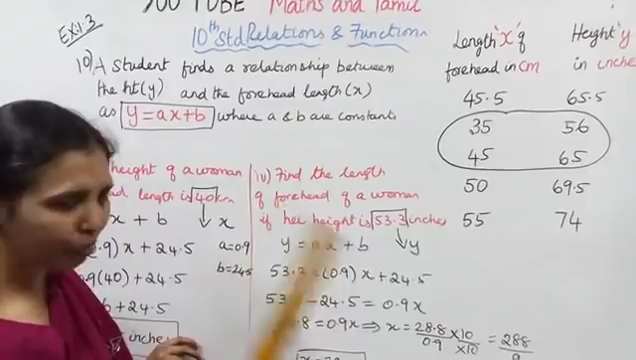 YOU TUBE Maths and Tamil
Ex 1.3
10th Std Relations & Functions
10) A student finds a relationship between
the ht(y) and the forehead length(x)
as y = ax+b where a & b are constants
Length 'x' of forehead in cm
Height 'y' in inches
45.5 65.5
35 56
45 65
50 69.5
55 74
height of a woman
length is 40cm
x + b
x
.9) x + 24.5
a=0.9
.9(40) + 24.5
b=24.5
+ 24.5
inches
iv) Find the length
of forehead of a woman
if her height is 53.3 inches
y = ax + b
y
53.3 = (0.9) x + 24.5
53. - 24.5 = 0.9x
.8 = 0.9x ⇒ x = 28.8×10 / 0.9×10 = 288